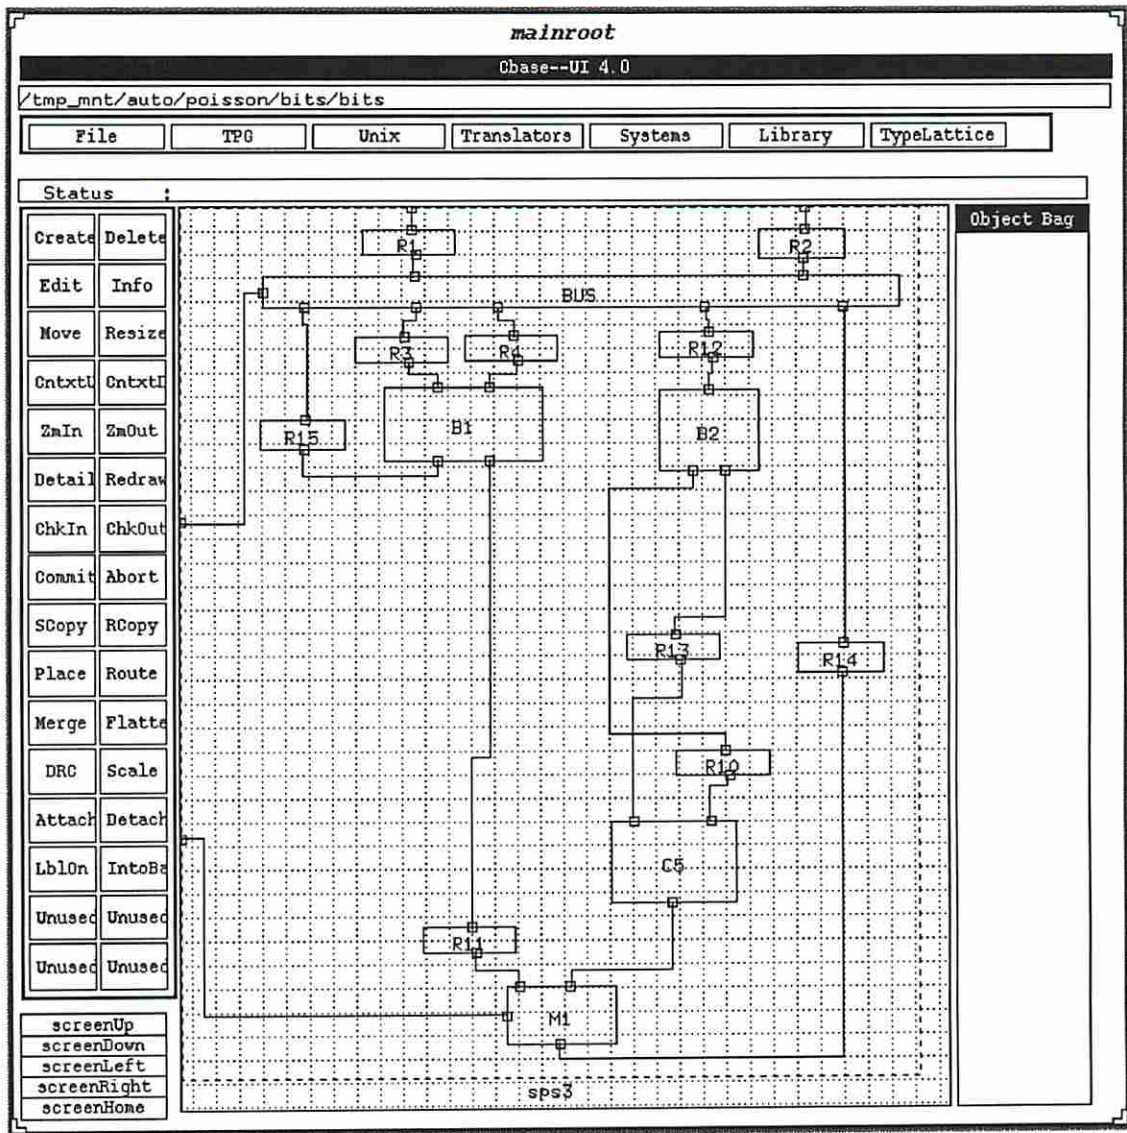 mainroot
Cbase--UI 4.0
/tmp_mnt/auto/poisson/bits/bits
File TPG Unix Translators Systems Library TypeLattice
Status :
Create Delete
Edit Info
Move Resize
CntxtU CntxtD
ZmIn ZmOut
Detail Redraw
ChkIn ChkOut
Commit Abort
SCopy RCopy
Place Route
Merge Flatte
DRC Scale
Attach Detach
LblOn IntoBa
Unused Unused
Unused Unused
screenUp
screenDown
screenLeft
screenRight
screenHome
R1 R2
BUS
R3 R4 R12
R15 B1 B2
R13 R14
R10
C5
R11
M1
sps3
Object Bag